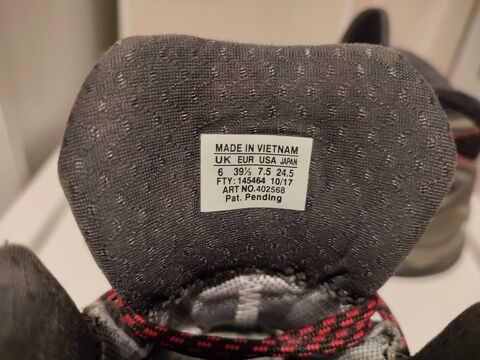 MADE IN VIETNAM
UK EUR USA JAPAN
6 39⅓ 7.5 24.5
FTY: 145464 10/17
ART NO.402568
Pat. Pending